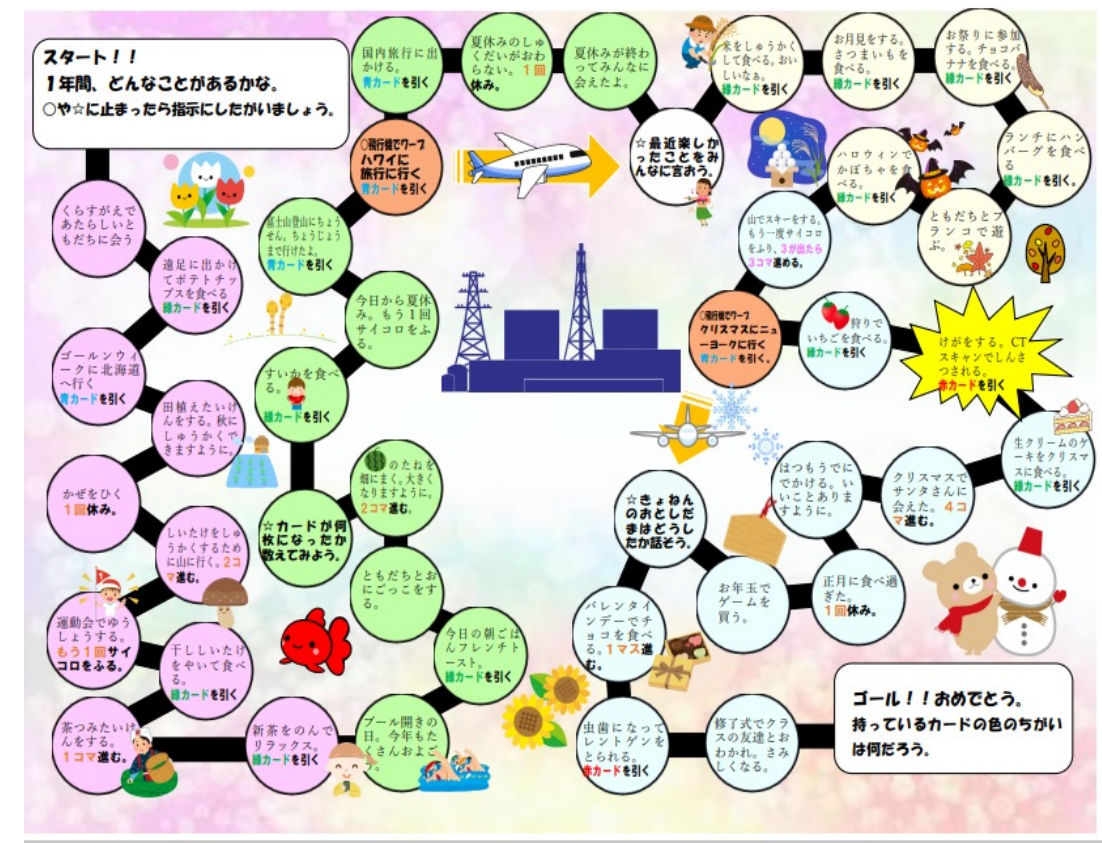 スタート！！
１年間、どんなことがあるかな。
○や☆に止まったら指示にしたがいましょう。
くらすがえで
あたらしいと
もだちに会う
遠足に出かけ
てポテトチッ
プスを食べる
緑カードを引く
ゴールンウィ
ークに北海道
へ行く
青カードを引く
田植えたいけ
んをする。秋に
しゅうかくで
きますように。
かぜをひく
１回休み。
しいたけをしゅ
うかくするため
に山に行く。２コ
マ進む。
運動会でゆう
しょうする。
もう１回サイ
コロをふる。
干ししいたけ
をやいて食べ
る。
緑カードを引く
茶つみたいけ
んをする。
１コマ進む。
新茶をのんで
リラックス。
緑カードを引く
プール開きの
日。今年もた
くさんおよご
う。
今日の朝ごは
んフレンチト
ースト。
緑カードを引く
ともだちとお
にごっこをす
る。
のたねを
畑にまく。大きく
なりますように。
２コマ進む。
☆カードが何
枚になったか
数えてみよう。
すいかを食べ
る。
緑カードを引く
今日から夏休
み。もう１回
サイコロをふ
る。
富士山登山にちょう
せん。ちょうじょう
まで行けたよ。
青カードを引く
○飛行機でワープ
ハワイに
旅行に行く
青カードを引く
国内旅行に出
かける。
青カードを引く
夏休みのしゅ
くだいがおわ
らない。１回
休み。
夏休みが終わ
ってみんなに
会えたよ。
☆最近楽しか
ったことをみ
んなに言おう。
米をしゅうかく
して食べる。おい
しいなぁ。
緑カードを引く
お月見をする。
さつまいもを
食べる。
緑カードを引く
お祭りに参加
する。チョコバ
ナナを食べる。
緑カードを引く
ランチにハン
バーグを食べ
る
緑カードを引く
ともだちとブ
ランコで遊
ぶ。
ハロウィンで
かぼちゃを食
べる。
緑カードを引く
山でスキーをする。
もう一度サイコロ
をふり、３が出たら
３コマ進める。
○飛行機でワープ
クリスマスにニュ
ーヨークに行く
青カードを引く。
狩りで
いちごを食べる。
緑カードを引く
けがをする。CT
スキャンでしんさ
つされる。
赤カードを引く
生クリームのケ
ーキをクリスマ
スに食べる。
緑カードを引く
クリスマスで
サンタさんに
会えた。４コ
マ進む。
はつもうでに
でかける。い
いことありま
すように。
正月に食べ過
ぎた。
１回休み。
お年玉で
ゲームを
買う。
☆きょねん
のおとしだ
まはどうし
たか話そう。
バレンタイ
ンデーでチ
ョコを食べ
る。１マス進
む。
虫歯になって
レントゲンを
とられる。
赤カードを引く
修了式でクラ
スの友達とお
わかれ。さみ
しくなる。
ゴール！！おめでとう。
持っているカードの色のちがい
は何だろう。